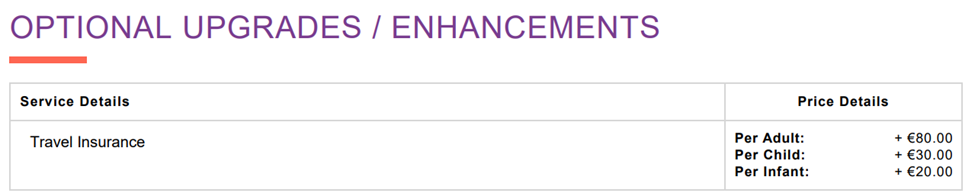 OPTIONAL UPGRADES / ENHANCEMENTS
Service Details Price Details
Travel Insurance
Per Adult: + €80.00
Per Child: + €30.00
Per Infant: + €20.00